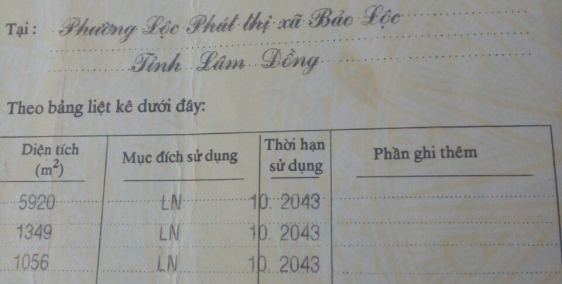 Tại : Phường Lộc Phát thị xã Bảo Lộc
Tỉnh Lâm Đồng
Theo bảng liệt kê dưới đây:
Diện tích (m²) Mục đích sử dụng Thời hạn sử dụng Phần ghi thêm
5920 LN 10. 2043
1349 LN 10. 2043
1056 LN 10. 2043